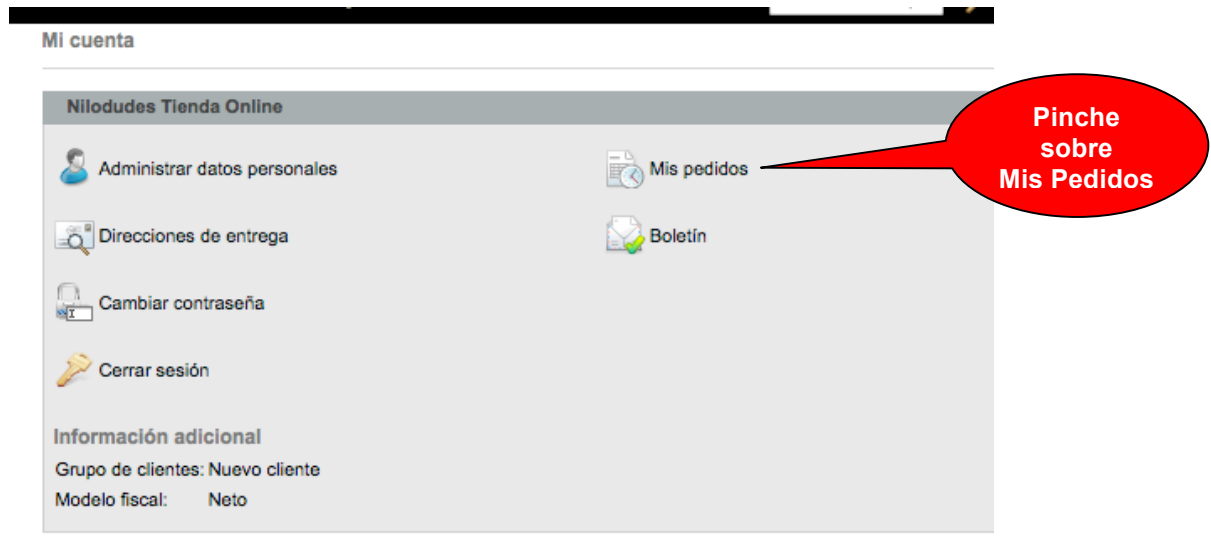 Mi cuenta
Nilodudes Tienda Online
Administrar datos personales
Mis pedidos
Pinche
sobre
Mis Pedidos
Direcciones de entrega
Boletín
Cambiar contraseña
Cerrar sesión
Información adicional
Grupo de clientes: Nuevo cliente
Modelo fiscal: Neto